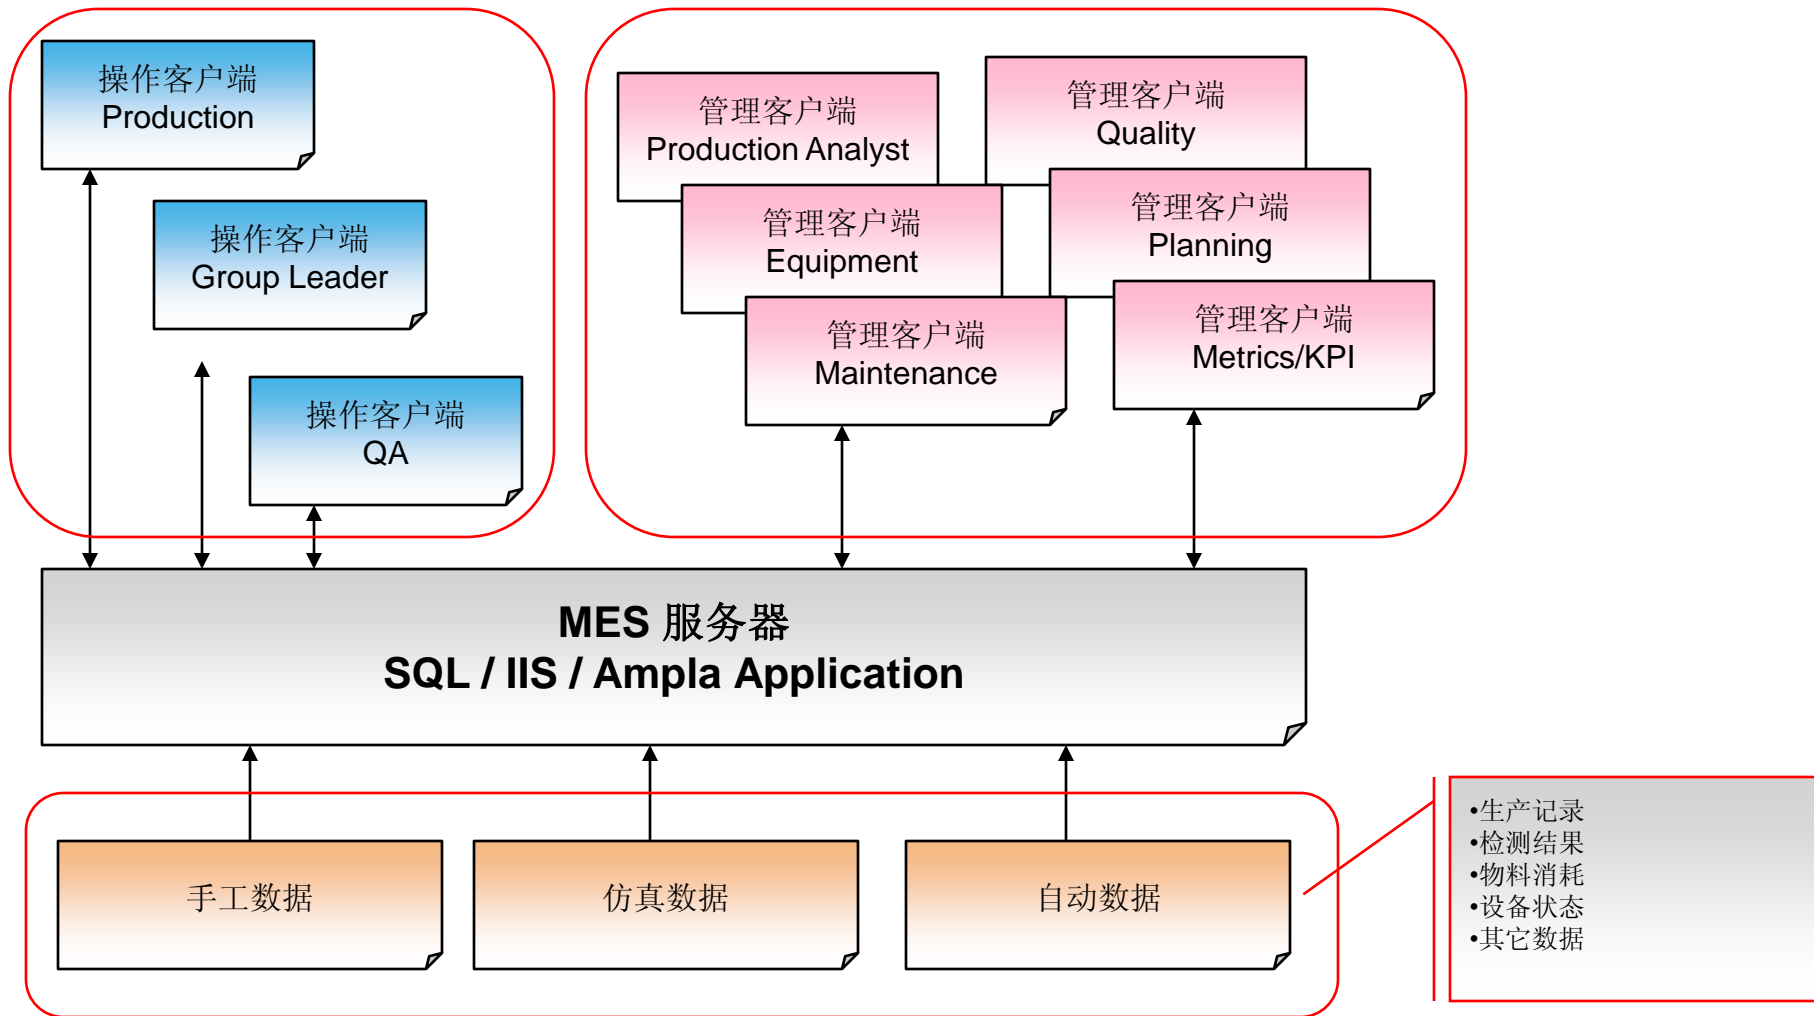 操作客户端
Production
操作客户端
Group Leader
操作客户端
QA
管理客户端
Production Analyst
管理客户端
Equipment
管理客户端
Maintenance
管理客户端
Quality
管理客户端
Planning
管理客户端
Metrics/KPI
MES 服务器
SQL / IIS / Ampla Application
手工数据
仿真数据
自动数据
•生产记录
•检测结果
•物料消耗
•设备状态
•其它数据